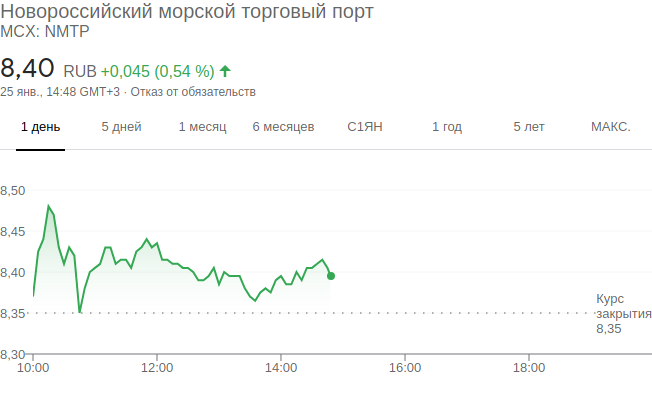 Новороссийский морской торговый порт
MCX: NMTP
8,40 RUB +0,045 (0,54 %)
25 янв., 14:48 GMT+3 · Отказ от обязательств
1 день 5 дней 1 месяц 6 месяцев С1ЯН 1 год 5 лет МАКС.
8,50
8,45
8,40
8,35
8,30
Курс
закрытия
8,35
10:00 12:00 14:00 16:00 18:00